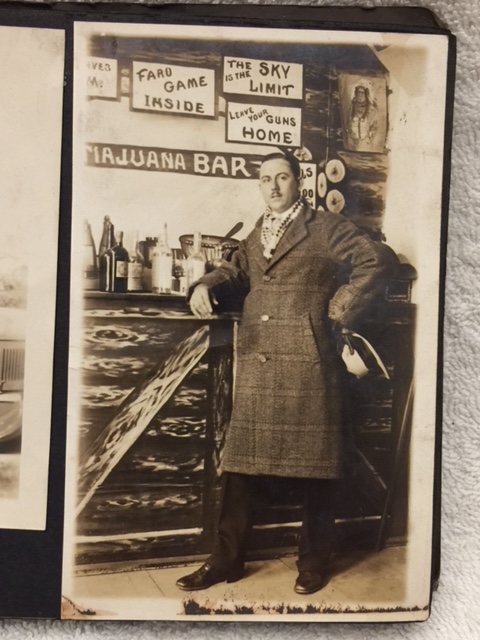 FARO
GAME
INSIDE
THE SKY
IS THE
LIMIT
LEAVE
YOUR GUNS
HOME
TIAJUANA BAR